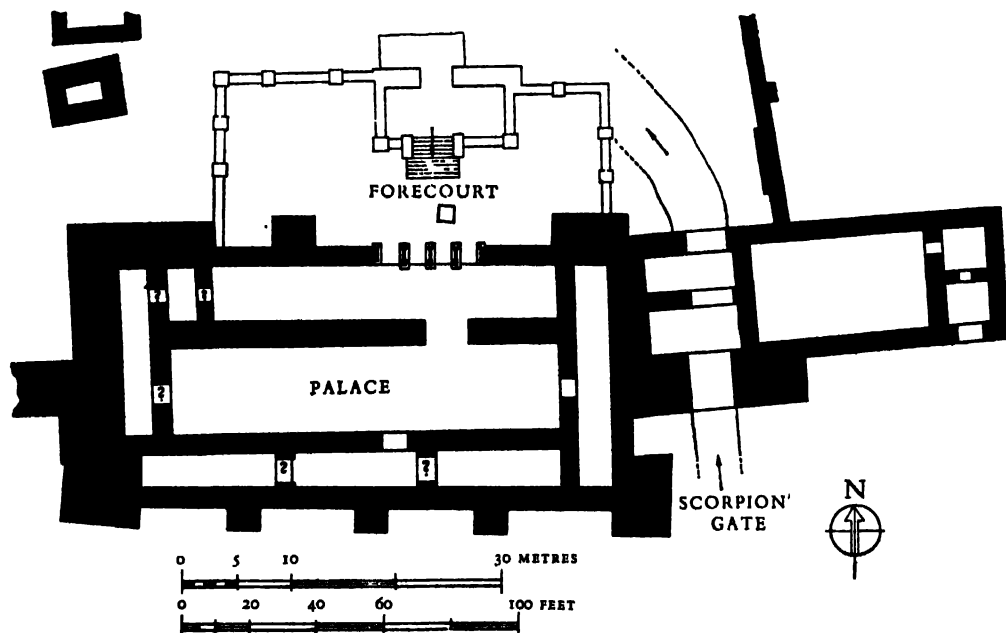 FORECOURT
? ?
PALACE
?
? ?
SCORPION'
GATE
N
0 5 10 30 METRES
0 20 40 60 100 FEET